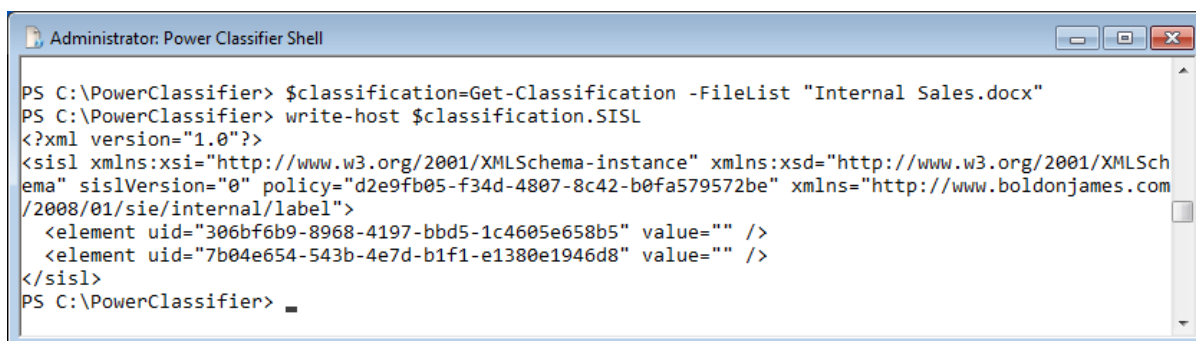 Administrator: Power Classifier Shell
PS C:\PowerClassifier> $classification=Get-Classification -FileList "Internal Sales.docx"
PS C:\PowerClassifier> write-host $classification.SISL
<?xml version="1.0"?>
<sisl xmlns:xsi="http://www.w3.org/2001/XMLSchema-instance" xmlns:xsd="http://www.w3.org/2001/XMLSch
ema" sislVersion="0" policy="d2e9fb05-f34d-4807-8c42-b0fa579572be" xmlns="http://www.boldonjames.com
/2008/01/sie/internal/label">
  <element uid="306bf6b9-8968-4197-bbd5-1c4605e658b5" value="" />
  <element uid="7b04e654-543b-4e7d-b1f1-e1380e1946d8" value="" />
</sisl>
PS C:\PowerClassifier> _